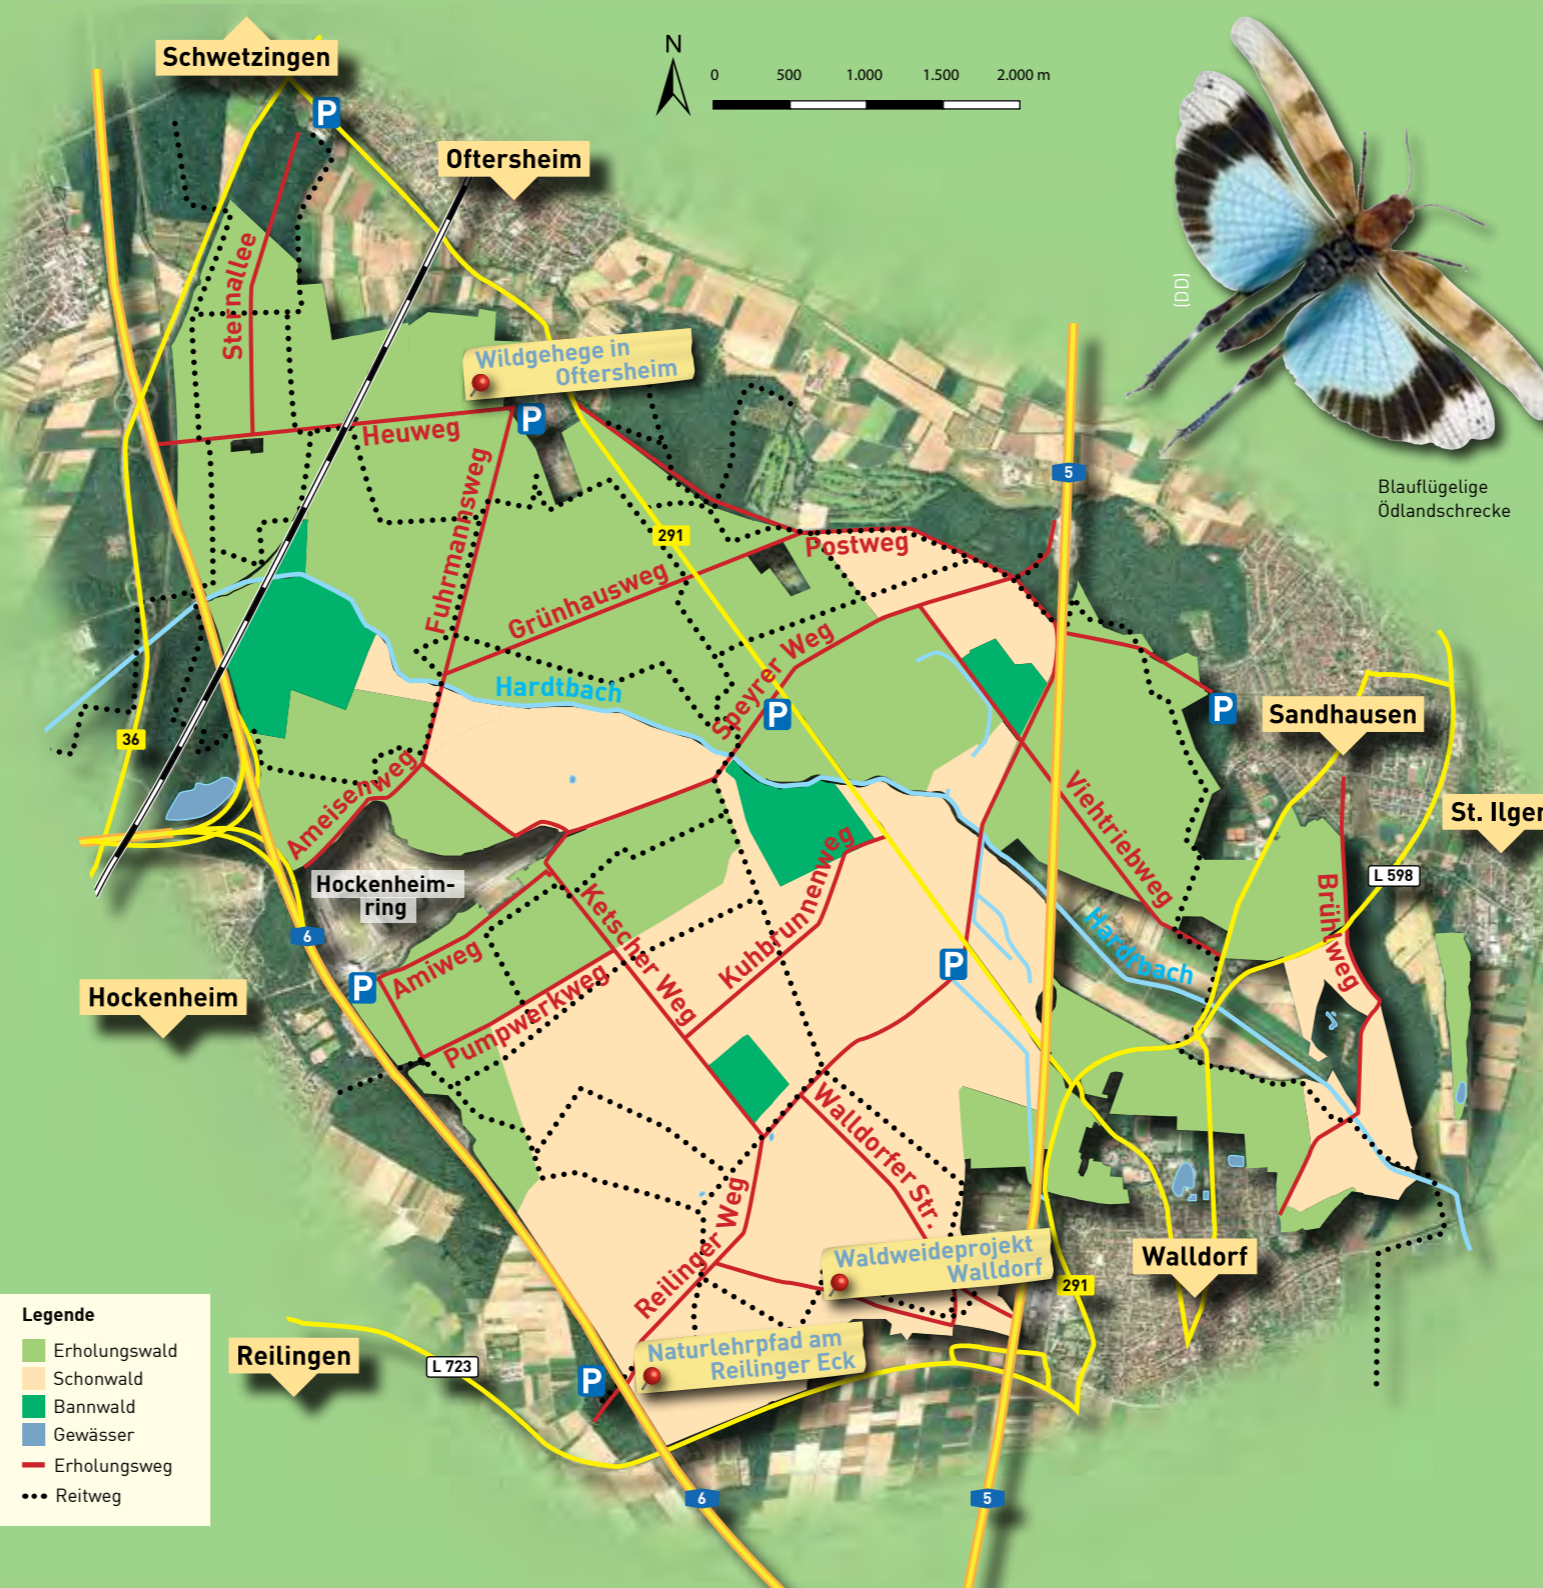 Schwetzingen
P
N
0 500 1.000 1.500 2.000 m
Oftersheim
(DD)
Sternallee
Wildgehege in
Oftersheim
P
Heuweg
5
Blauflügelige
Ödlandschrecke
Fuhrmannsweg
291
Postweg
Grünhausweg
Speyrer Weg
Hardtbach
P
P
Sandhausen
36
Ameisenweg
Viehtriebweg
St. Ilgen
L 598
Brühlweg
Hockenheim-
ring
Ketscher Weg
Kuhbrunnenweg
Hardtbach
6
Amiweg
P
P
Pumpwerkweg
Hockenheim
Walldorfer Str.
Reilinger Weg
Waldweideprojekt
Walldorf
Walldorf
291
Naturlehrpfad am
Reilinger Eck
P
Reilingen
L 723
6
5
Legende
Erholungswald
Schonwald
Bannwald
Gewässer
Erholungsweg
Reitweg